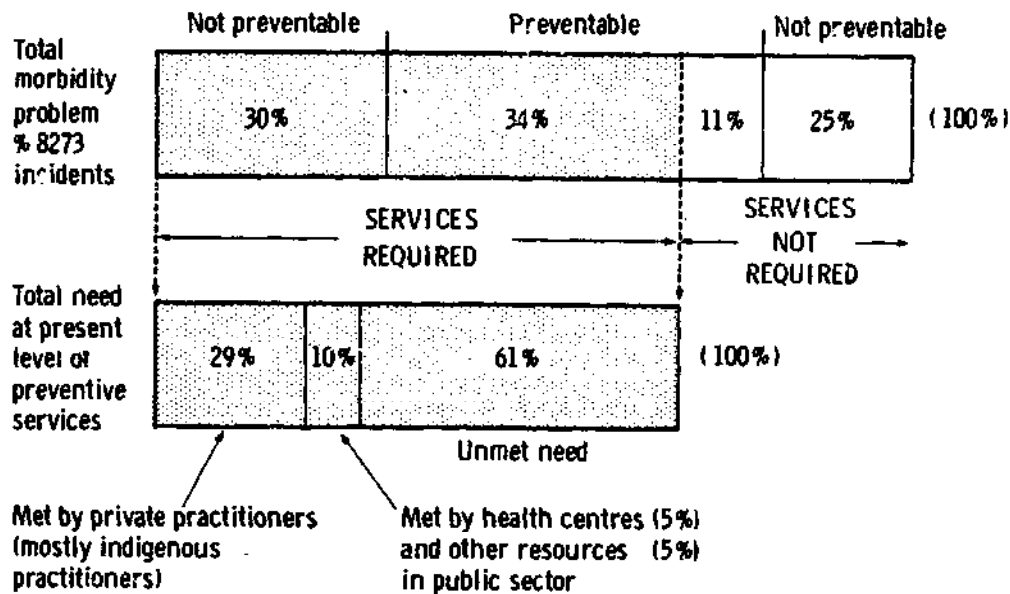 Not preventable Preventable Not preventable
Total
morbidity
problem
% 8273
incidents
30% 34% 11% 25% (100%)
SERVICES
REQUIRED
SERVICES
NOT
REQUIRED
Total need
at present
level of
preventive
services
29% 10% 61% (100%)
Unmet need
Met by private practitioners
(mostly indigenous
practitioners)
Met by health centres (5%)
and other resources (5%)
in public sector